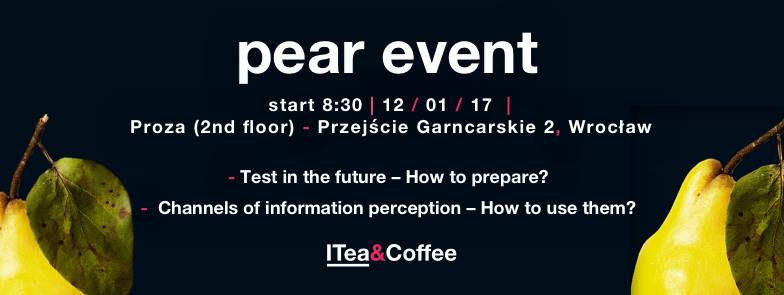 pear event
start 8:30 | 12 / 01 / 17 |
Proza (2nd floor) - Przejście Garncarskie 2, Wrocław
- Test in the future – How to prepare?
- Channels of information perception – How to use them?
ITea&Coffee